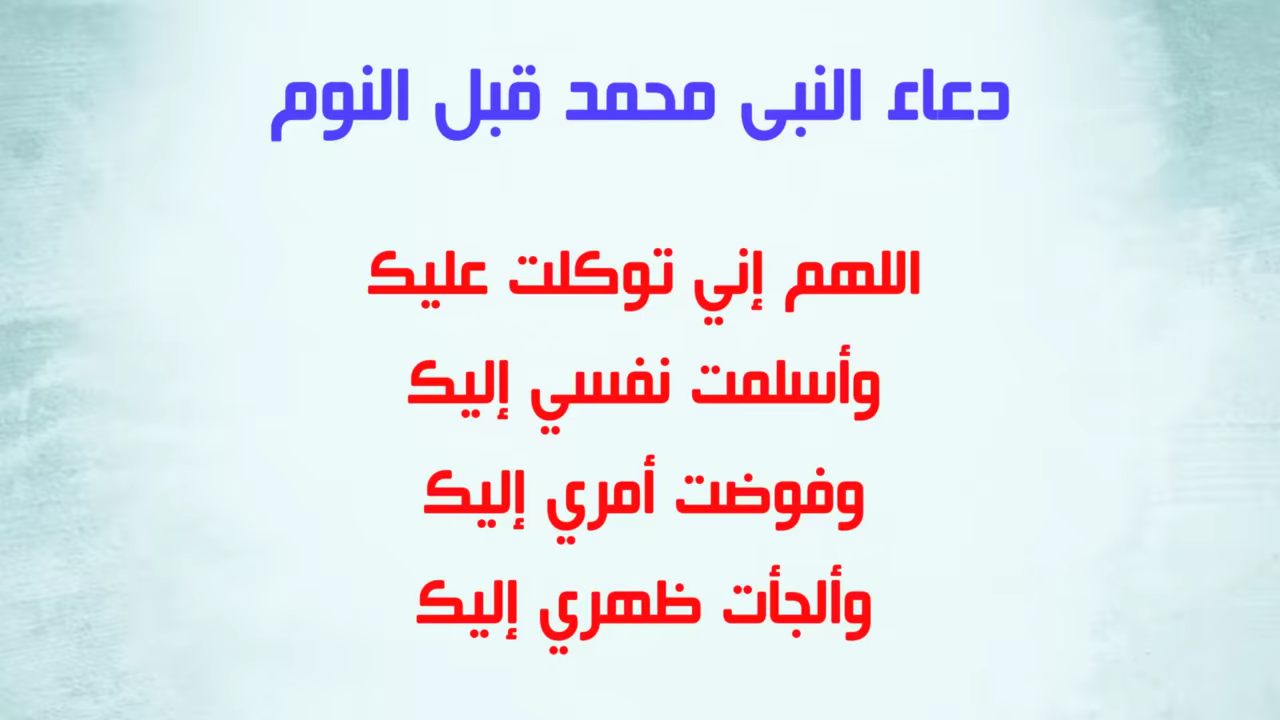 دعاء النبى محمد قبل النوم
اللهم إني توكلت عليك
وأسلمت نفسي إليك
وفوضت أمري إليك
وألجأت ظهري إليك